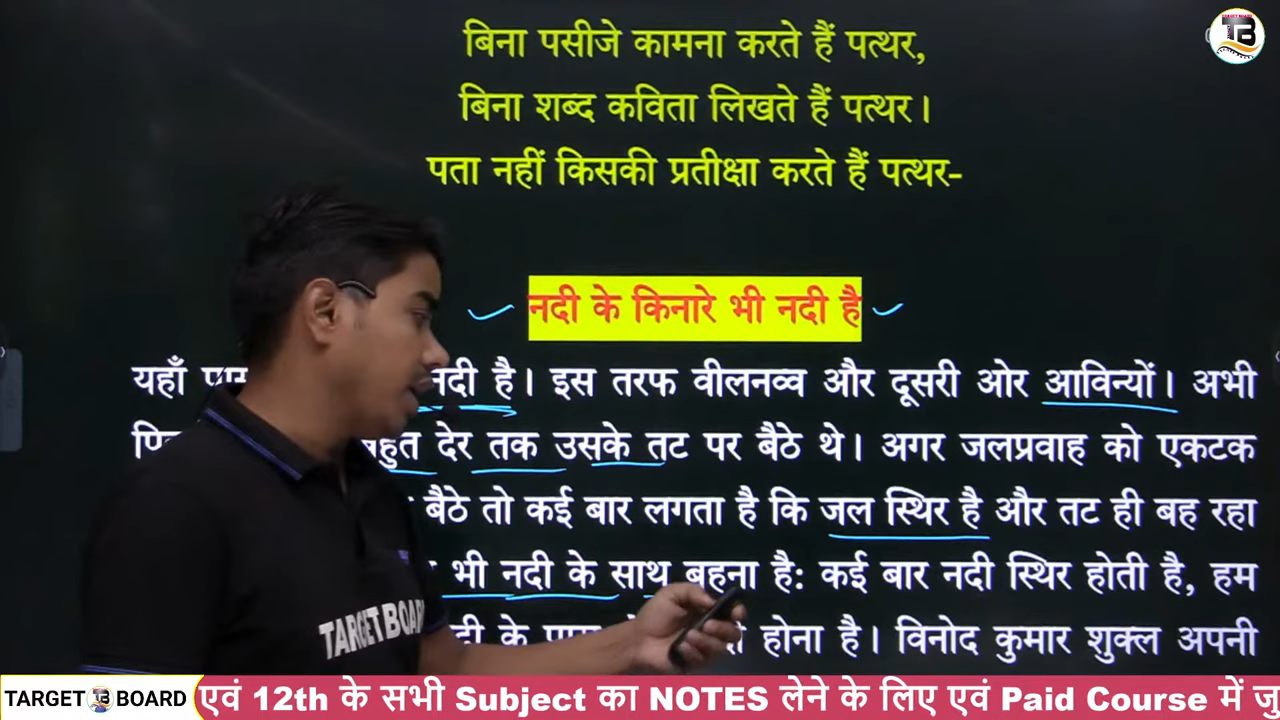 बिना पसीजे कामना करते हैं पत्थर,
बिना शब्द कविता लिखते हैं पत्थर।
पता नहीं किसकी प्रतीक्षा करते हैं पत्थर-
नदी के किनारे भी नदी है
यहाँ नदी है। इस तरफ वीलनव्व और दूसरी ओर आविन्यों। अभी
बहुत देर तक उसके तट पर बैठे थे। अगर जलप्रवाह को एकटक
बैठे तो कई बार लगता है कि जल स्थिर है और तट ही बह रहा
भी नदी के साथ बहना है: कई बार नदी स्थिर होती है, हम
के होना है। विनोद कुमार शुक्ल अपनी
TARGET BOARD
TARGET BOARD एवं 12th के सभी Subject का NOTES लेने के लिए एवं Paid Course में जु
TARGET BOARD
TB